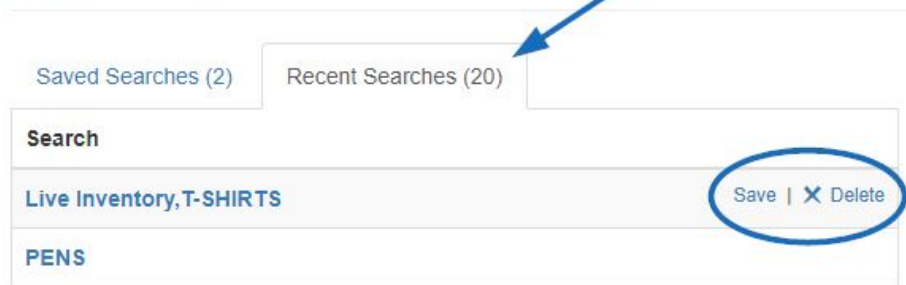 Saved Searches (2) Recent Searches (20)
Search
Live Inventory,T-SHIRTS Save | X Delete
PENS